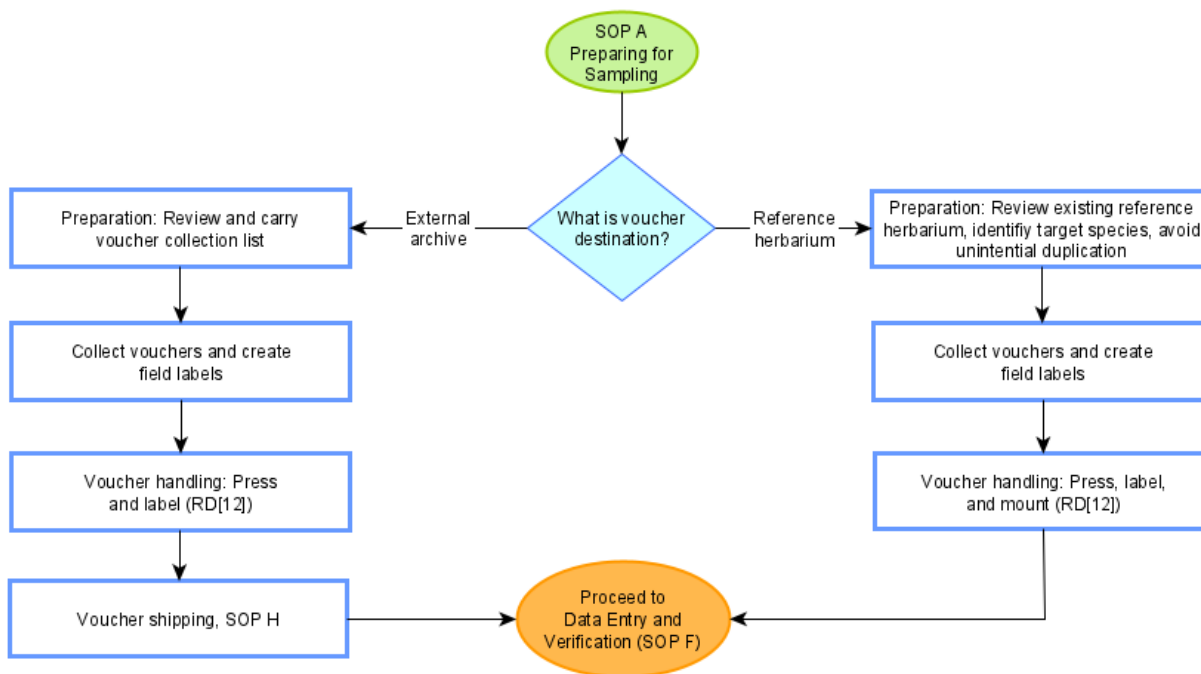 SOP A
Preparing for
Sampling
What is voucher
destination?
External
archive
Reference
herbarium
Preparation: Review and carry
voucher collection list
Collect vouchers and create
field labels
Voucher handling: Press
and label (RD[12])
Voucher shipping, SOP H
Preparation: Review existing reference
herbarium, identifiy target species, avoid
unintential duplication
Collect vouchers and create
field labels
Voucher handling: Press, label,
and mount (RD[12])
Proceed to
Data Entry and
Verification (SOP F)